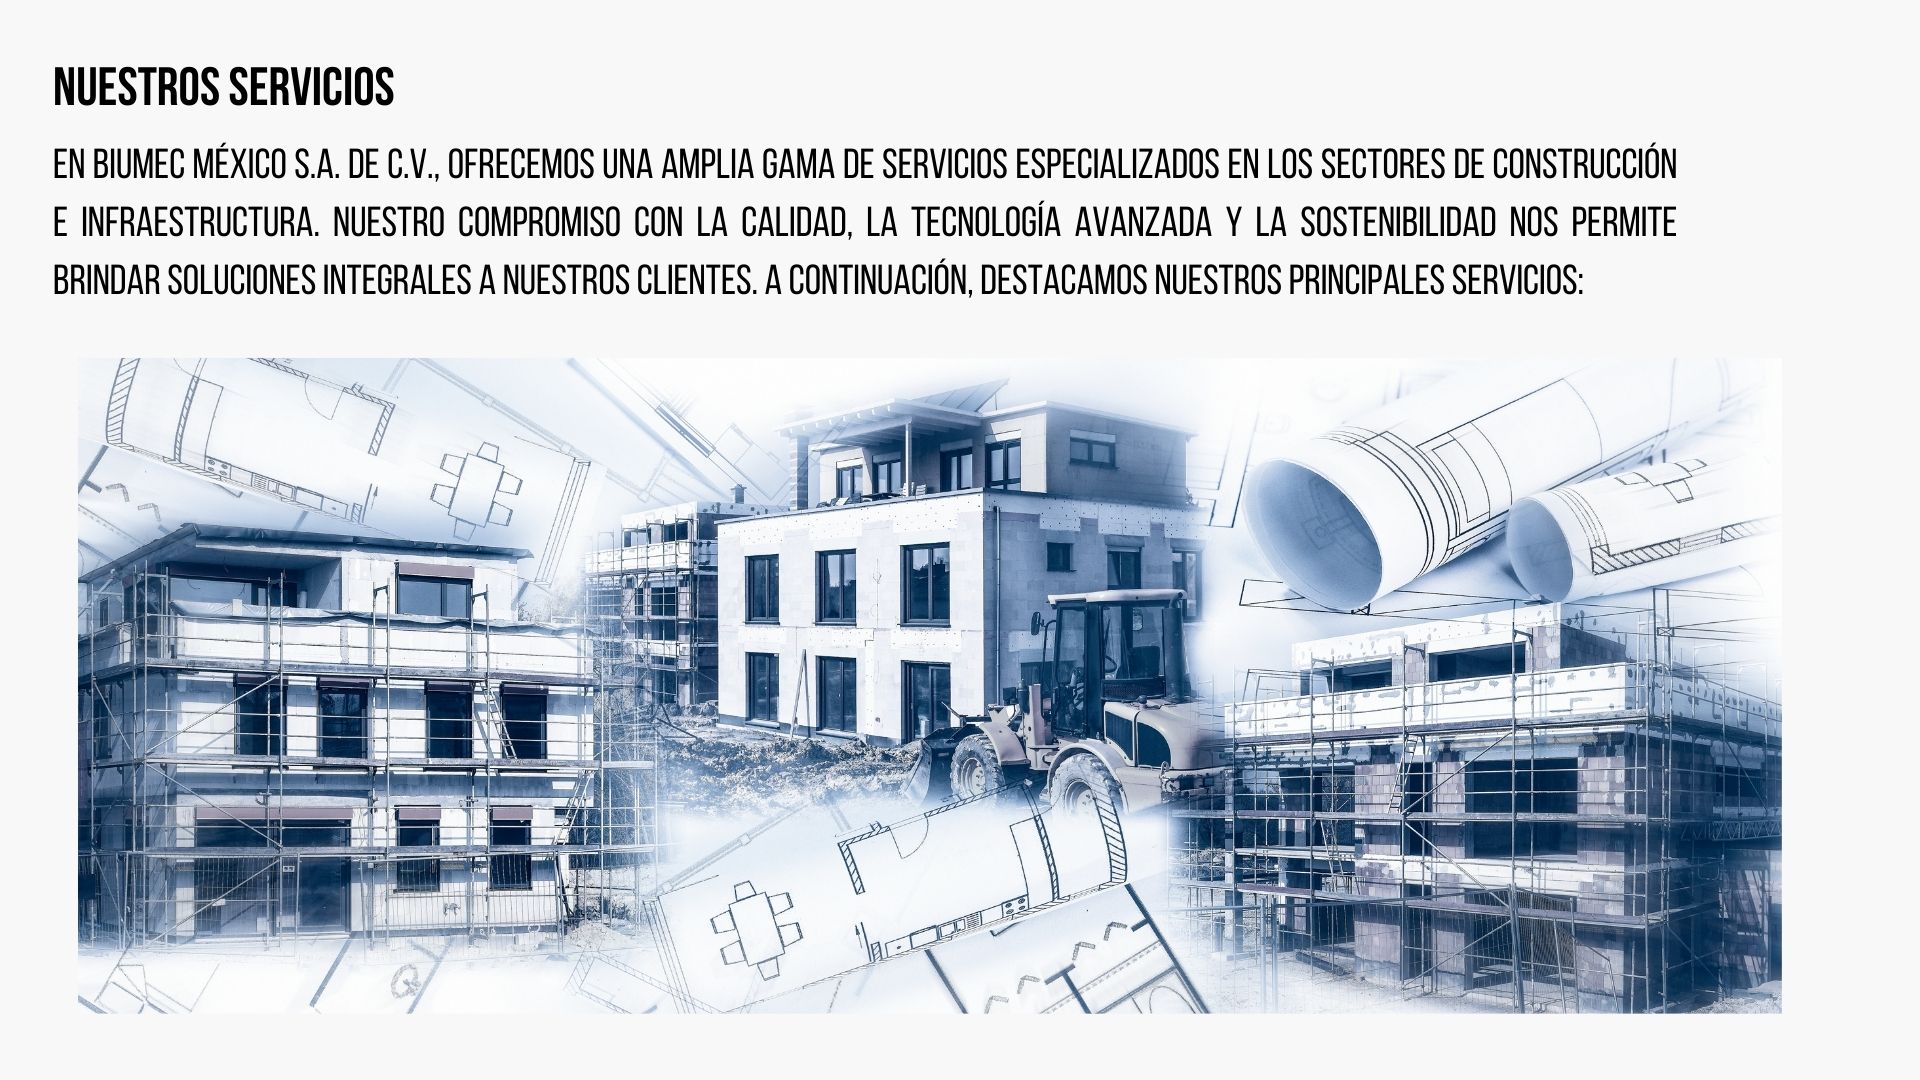 NUESTROS SERVICIOS
EN BIUMEC MÉXICO S.A. DE C.V., OFRECEMOS UNA AMPLIA GAMA DE SERVICIOS ESPECIALIZADOS EN LOS SECTORES DE CONSTRUCCIÓN
E INFRAESTRUCTURA. NUESTRO COMPROMISO CON LA CALIDAD, LA TECNOLOGÍA AVANZADA Y LA SOSTENIBILIDAD NOS PERMITE
BRINDAR SOLUCIONES INTEGRALES A NUESTROS CLIENTES. A CONTINUACIÓN, DESTACAMOS NUESTROS PRINCIPALES SERVICIOS: